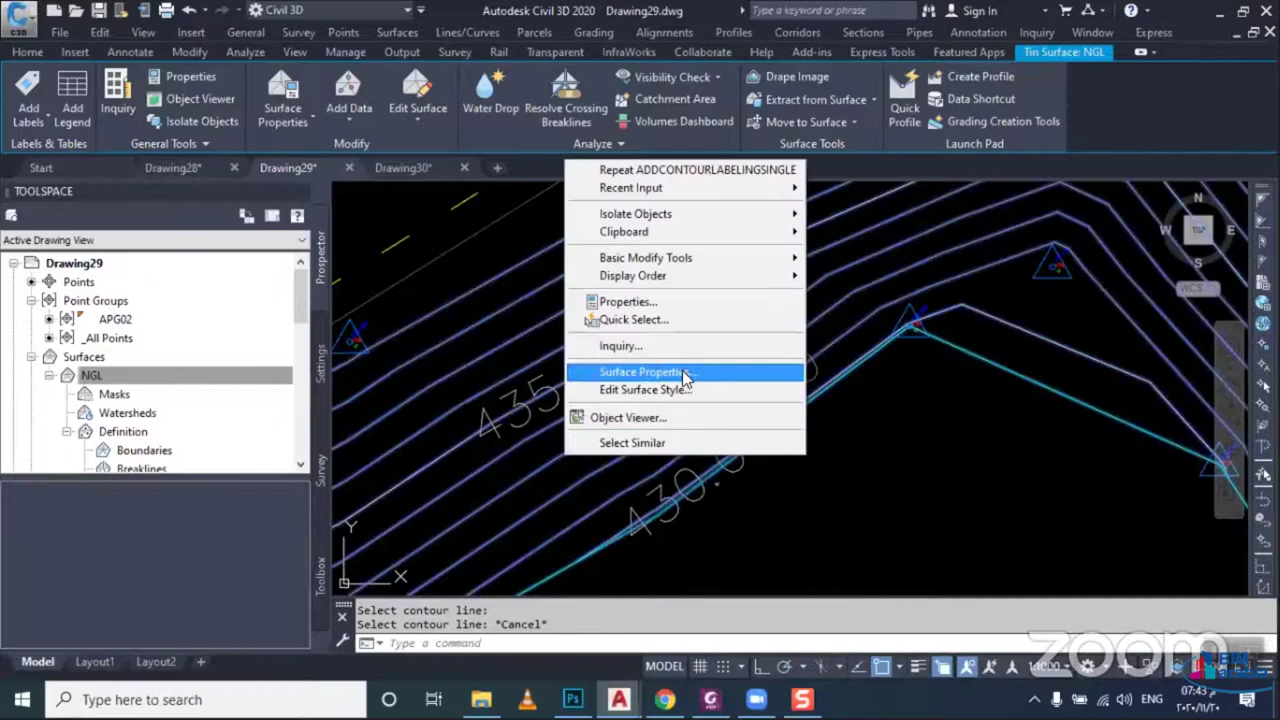 Civil 3D
Autodesk Civil 3D 2020 Drawing29.dwg
Type a keyword or phrase
Sign In
File Edit View Insert General Survey Points Surfaces Lines/Curves Parcels Grading Alignments Profiles Corridors Sections Pipes Annotation Inquiry Window Express
C3D
Home Insert Annotate Modify Analyze View Manage Output Survey Rail Transparent InfraWorks Collaborate Help Add-ins Express Tools Featured Apps Tin Surface: NGL
Properties
Object Viewer
Isolate Objects
Visibility Check
Catchment Area
Volumes Dashboard
Drape Image
Extract from Surface
Move to Surface
Create Profile
Data Shortcut
Grading Creation Tools
Add Labels
Add Legend
Inquiry
Surface Properties
Add Data
Edit Surface
Water Drop
Resolve Crossing Breaklines
Quick Profile
Labels & Tables
General Tools
Modify
Analyze
Surface Tools
Launch Pad
Start
Drawing28*
Drawing29*
Drawing30*
TOOLSPACE
Active Drawing View
Drawing29
Points
Point Groups
APG02
_All Points
Surfaces
NGL
Masks
Watersheds
Definition
Boundaries
Breaklines
Prospector
Settings
Survey
Toolbox
Repeat ADDCONTOURLABELINGSINGLE
Recent Input
Isolate Objects
Clipboard
Basic Modify Tools
Display Order
Properties...
Quick Select...
Inquiry...
Surface Properties...
Edit Surface Style...
Object Viewer...
Select Similar
N
W
TOP
E
S
WCS
435
430.0
Y
X
Select contour line:
Select contour line: *Cancel*
Type a command
zoom
Model Layout1 Layout2
MODEL
1:1000
Type here to search
Ps
A
S
ENG
07:43 م
٢٠٢٠/١١/٢٠